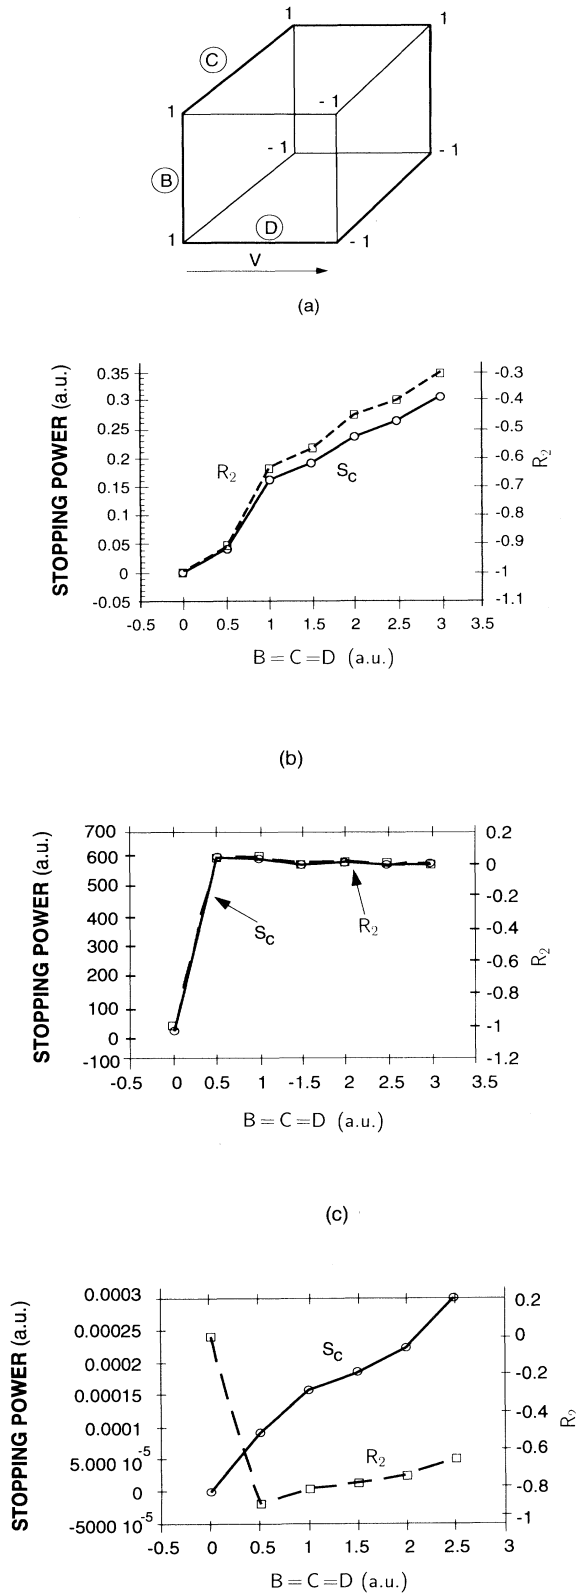 1 1
C
1 - 1
- 1 - 1
B
D
1 - 1
V
(a)
0.35 -0.3
0.3 -0.4
0.25 -0.5
0.2 -0.6
0.15 -0.7
0.1 -0.8
0.05 -0.9
0 -1
-0.05 -1.1
STOPPING POWER (a.u.)
R2
Sc
R2
-0.5 0 0.5 1 1.5 2 2.5 3 3.5
B = C = D (a.u.)
(b)
700 0.2
600 0
500 -0.2
400 -0.4
300 -0.6
200 -0.8
100 -1
0
-100 -1.2
STOPPING POWER (a.u.)
Sc
R2
R2
-0.5 0 0.5 1 -1.5 2 2.5 3 3.5
B = C = D (a.u.)
(c)
0.0003 0.2
0.00025 0
0.0002 -0.2
0.00015 -0.4
0.0001 -0.6
5.000 10-5 -0.8
0 -1
-5000 10-5
STOPPING POWER (a.u.)
Sc
R2
R2
-0.5 0 0.5 1 1.5 2 2.5 3
B = C = D (a.u.)